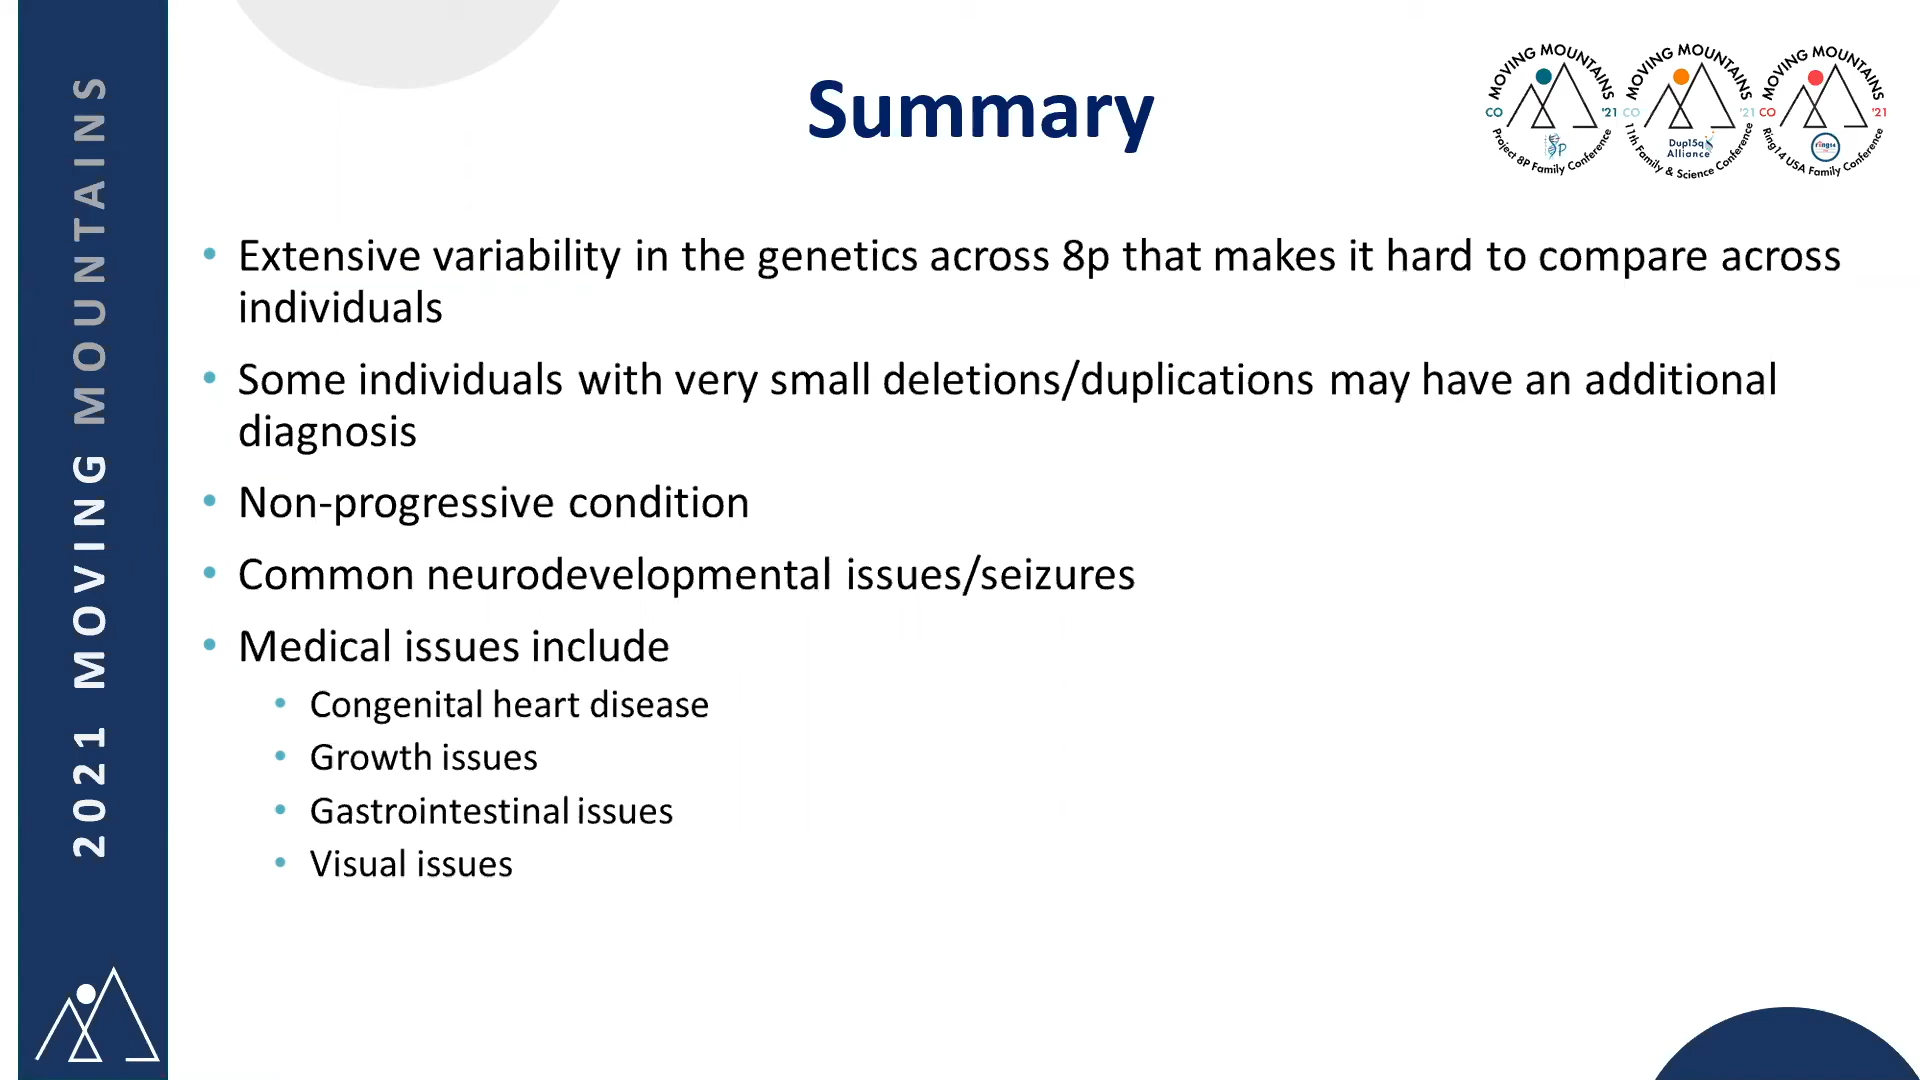 2021 MOVING MOUNTAINS
Summary
MOVING MOUNTAINS
CO '21
Project 8P Family Conference
8P
MOVING MOUNTAINS
CO '21
Dup15q
Alliance
11th Family & Science Conference
MOVING MOUNTAINS
CO '21
ring14
Ring14 USA Family Conference
• Extensive variability in the genetics across 8p that makes it hard to compare across
individuals
• Some individuals with very small deletions/duplications may have an additional
diagnosis
• Non-progressive condition
• Common neurodevelopmental issues/seizures
• Medical issues include
• Congenital heart disease
• Growth issues
• Gastrointestinal issues
• Visual issues